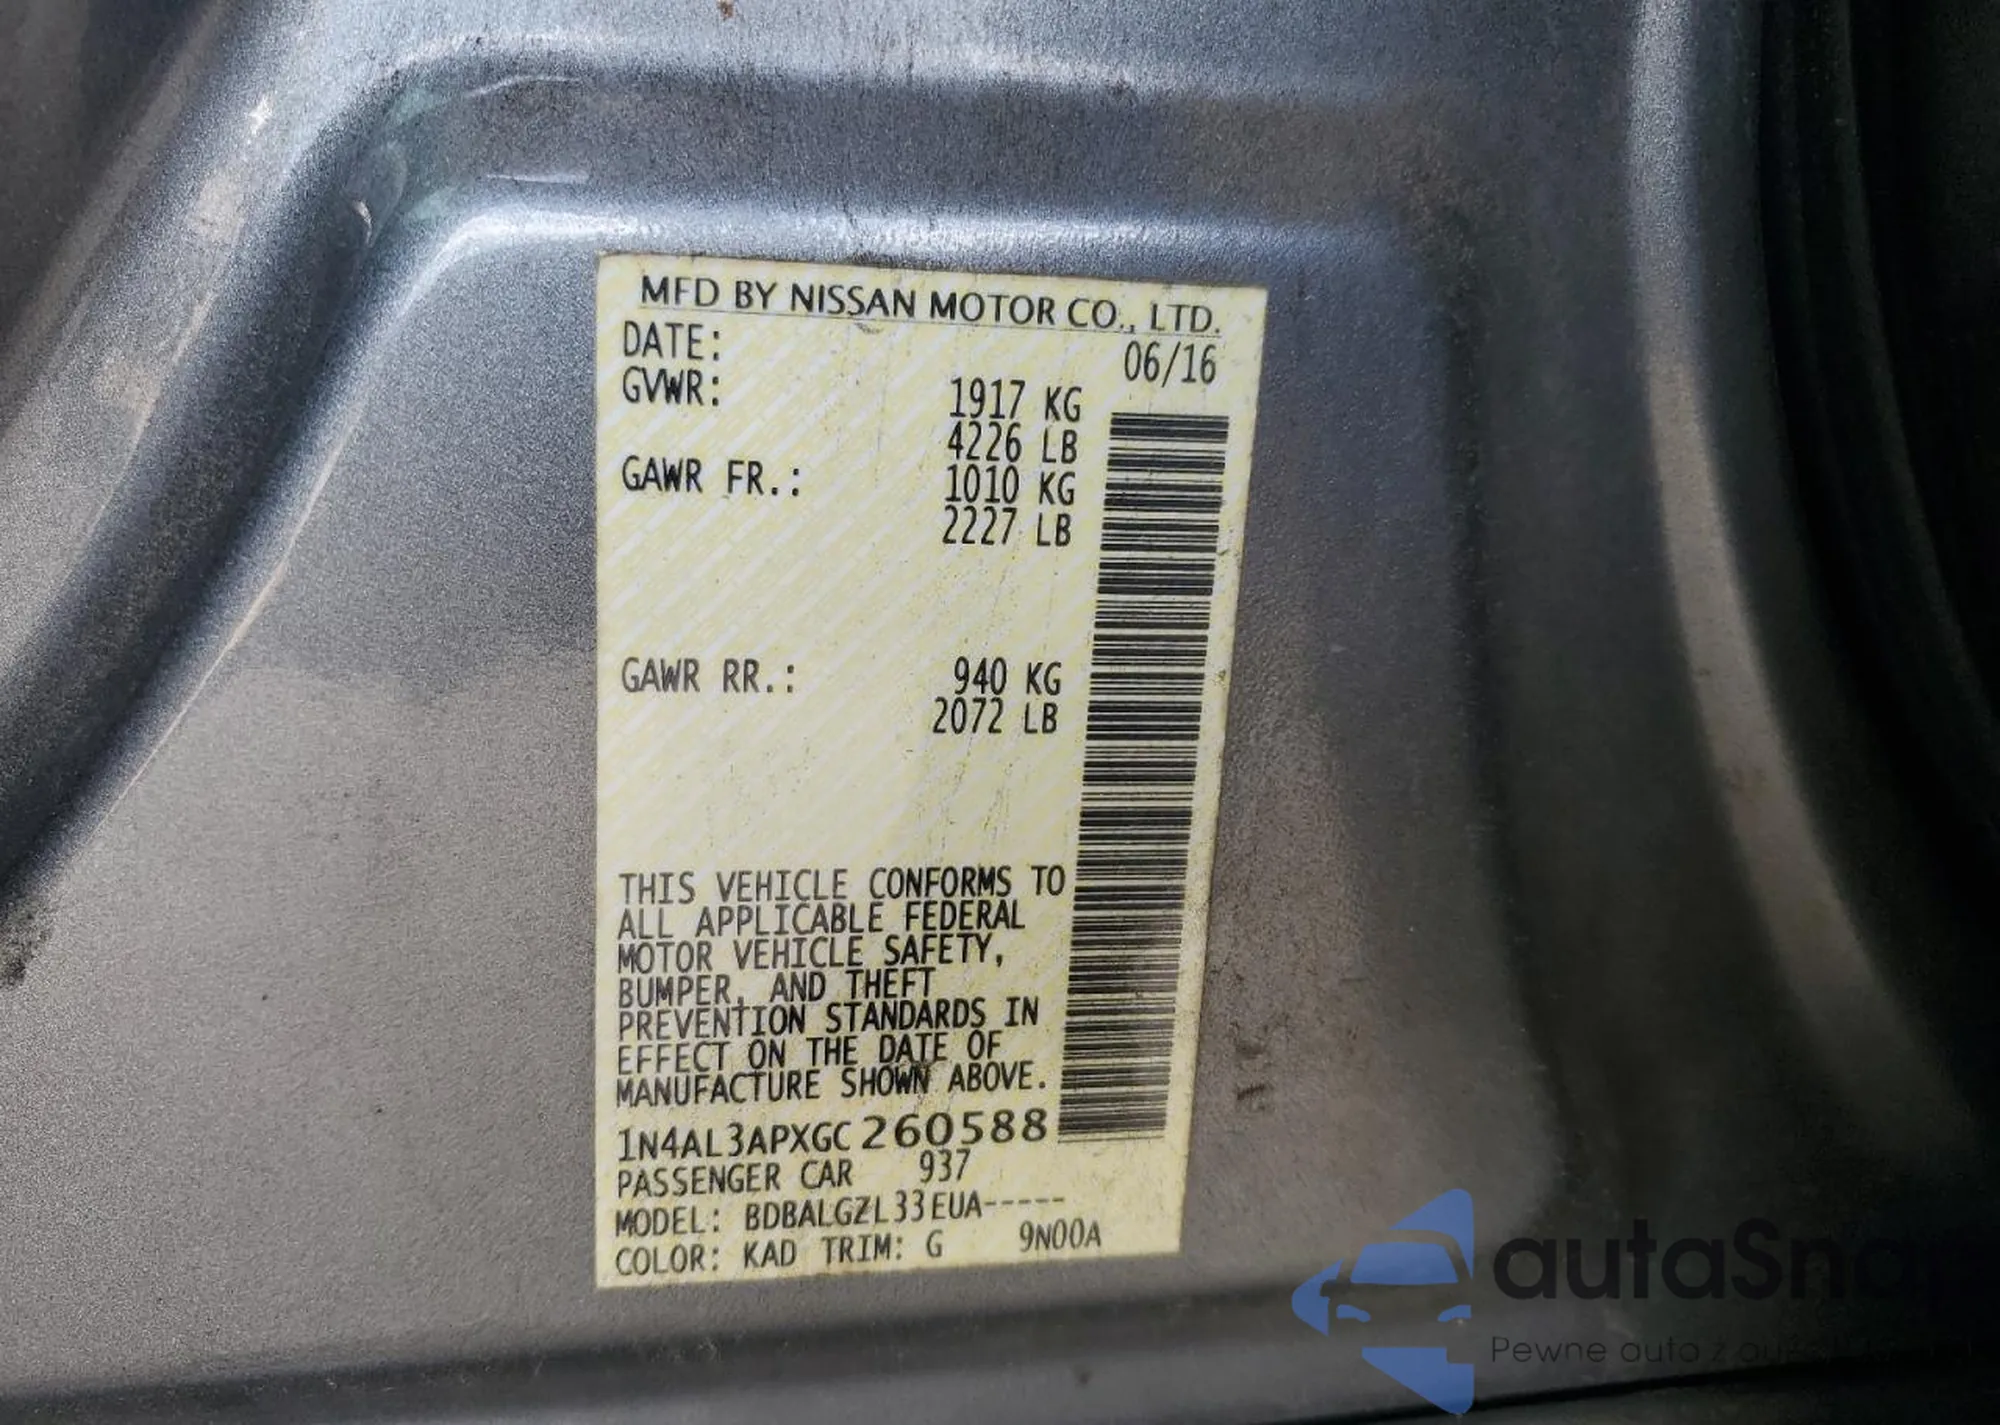 MFD BY NISSAN MOTOR CO., LTD.
DATE: 06/16
GVWR: 1917 KG
4226 LB
GAWR FR.: 1010 KG
2227 LB
GAWR RR.: 940 KG
2072 LB
THIS VEHICLE CONFORMS TO
ALL APPLICABLE FEDERAL
MOTOR VEHICLE SAFETY,
BUMPER, AND THEFT
PREVENTION STANDARDS IN
EFFECT ON THE DATE OF
MANUFACTURE SHOWN ABOVE.
1N4AL3APXGC260588
PASSENGER CAR 937
MODEL: BDBALGZL33EUA-----
COLOR: KAD TRIM: G 9N00A
autaSna
Pewne auto z